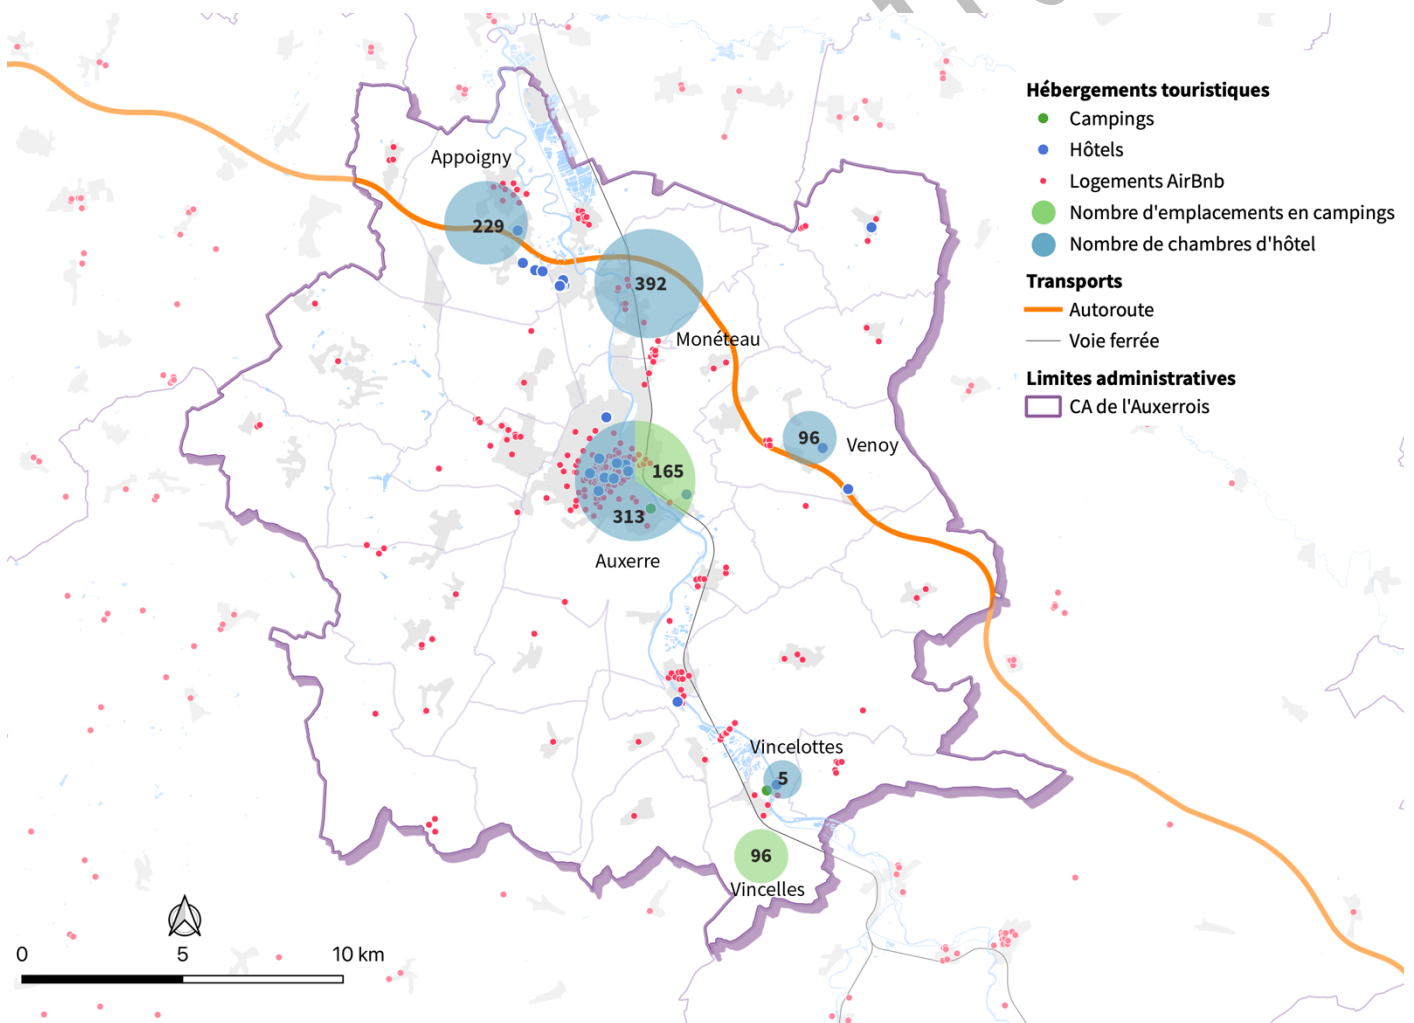 Hébergements touristiques
Campings
Hôtels
Logements AirBnb
Nombre d'emplacements en campings
Nombre de chambres d'hôtel
Transports
Autoroute
Voie ferrée
Limites administratives
CA de l'Auxerrois
Appoigny
229
392
Monéteau
96
Venoy
165
313
Auxerre
Vincelottes
5
96
Vincelles
0 5 10 km